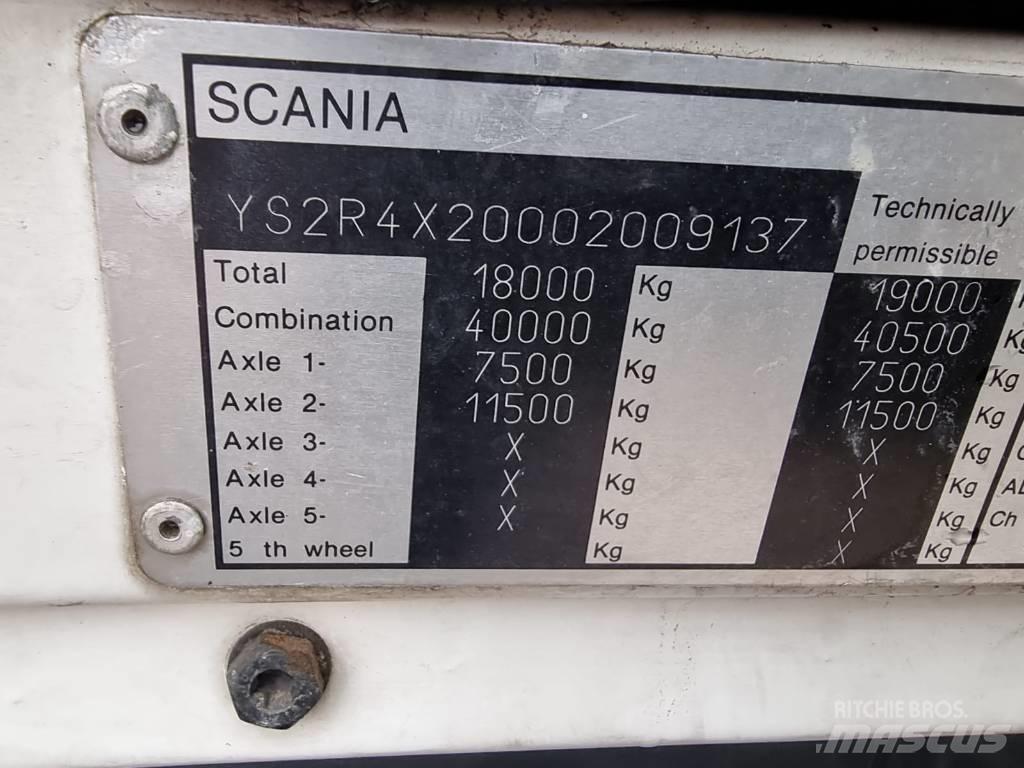 SCANIA
YS2R4X20002009137
Technically
permissible
Total 18000 Kg 19000
Combination 40000 Kg 40500 Kg
Axle 1- 7500 Kg 7500 Kg
Axle 2- 11500 Kg 11500 Kg
Axle 3- X Kg X Kg
Axle 4- X Kg X Kg
Axle 5- X Kg X Kg Ch
5 th wheel Kg X Kg
RITCHIE BROS.
MASCUS